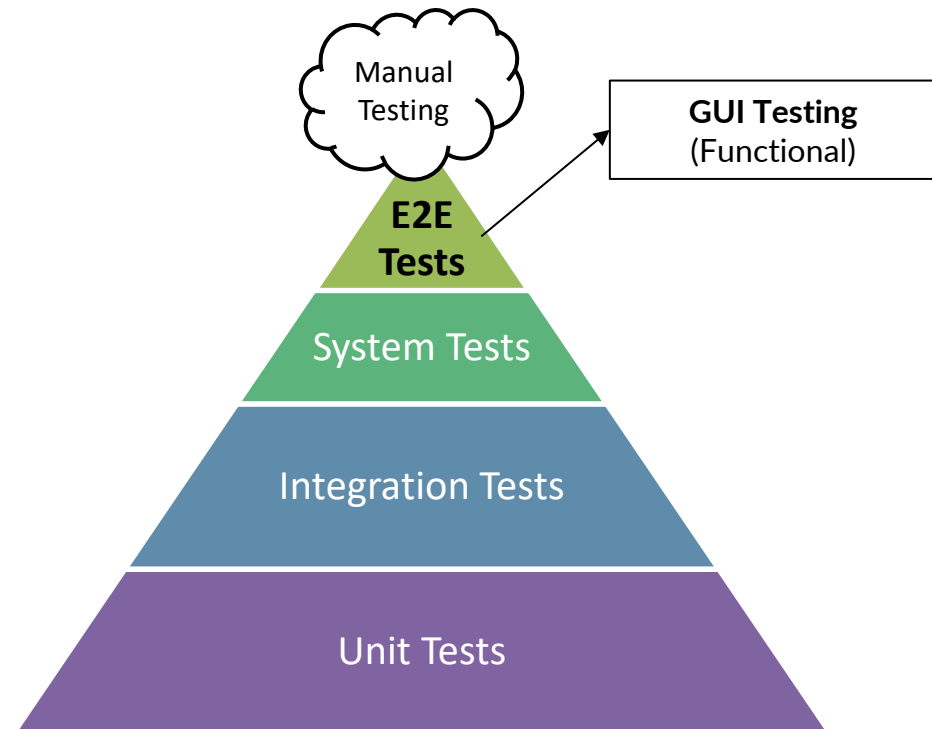 Manual
Testing
GUI Testing
(Functional)
E2E
Tests
System Tests
Integration Tests
Unit Tests